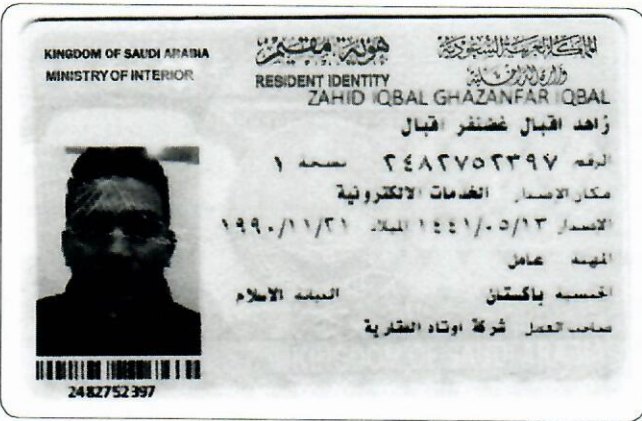 KINGDOM OF SAUDI ARABIA
MINISTRY OF INTERIOR
هوية مقيم
RESIDENT IDENTITY
المملكة العربية السعودية
وزارة الداخلية
ZAHID IQBAL GHAZANFAR IQBAL
زاهد اقبال غضنفر اقبال
الرقم ٢٤٨٢٧٥٢٣٩٧ نسخة ١
مكان الاصدار الخدمات الالكترونية
الاصدار ١٤٤١/٠٥/١٣ الميلاد ١٩٩٠/١١/٢١
المهنة عامل
الجنسية باكستان الديانة الاسلام
صاحب العمل شركة اوتاد العقارية
2482752397